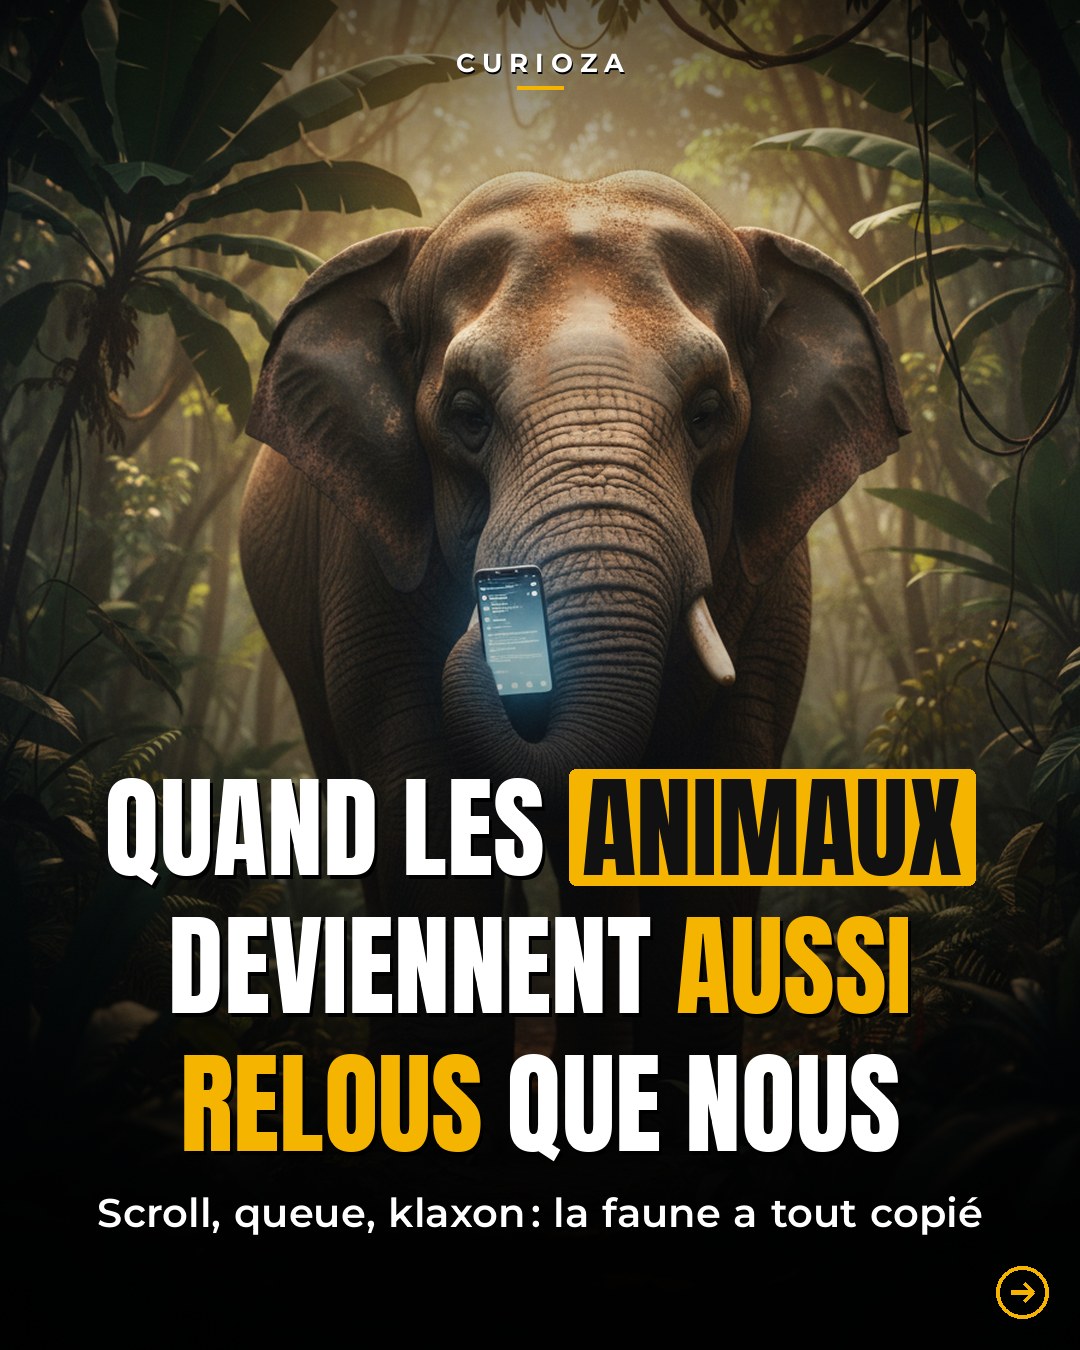 CURIOZA
QUAND LES ANIMAUX
DEVIENNENT AUSSI
RELOUS QUE NOUS
Scroll, queue, klaxon : la faune a tout copié